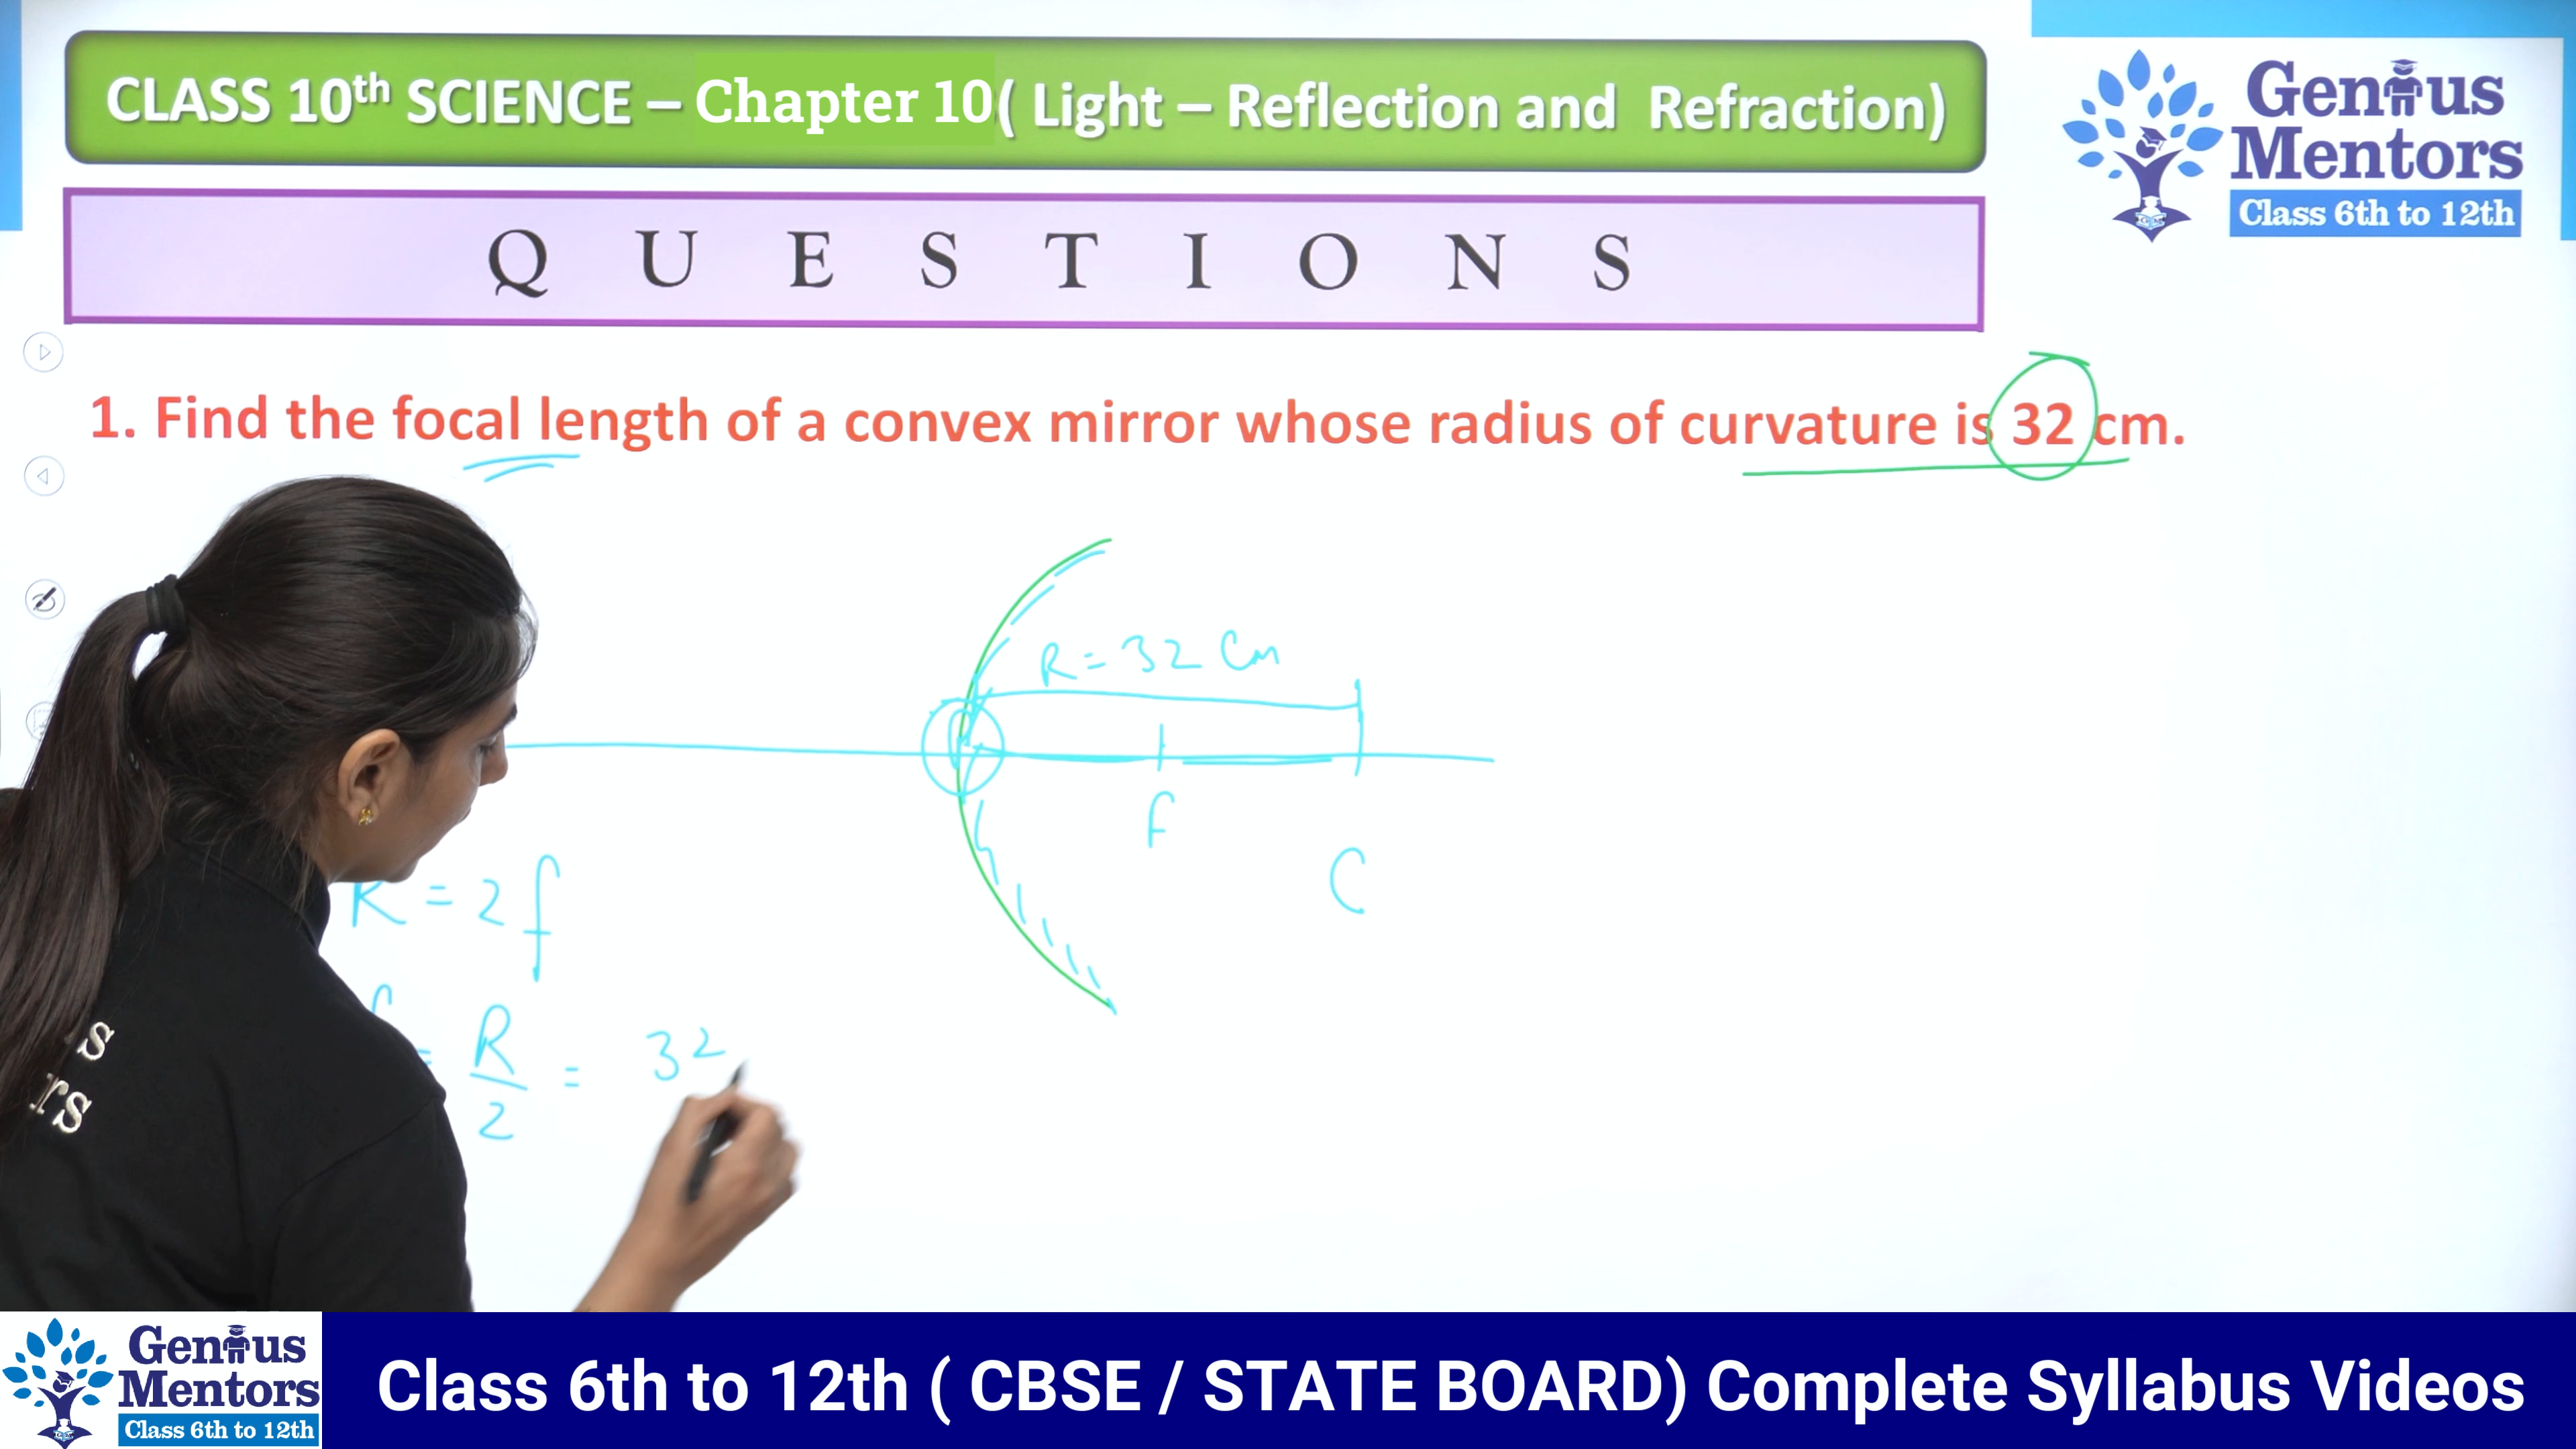 CLASS 10th SCIENCE – Chapter 10 ( Light – Reflection and Refraction)
Genius
Mentors
Class 6th to 12th
QUESTIONS
1. Find the focal length of a convex mirror whose radius of curvature is 32 cm.
R = 32 cm
F
C
R = 2f
f = R/2 = 32
s
rs
Genius
Mentors
Class 6th to 12th
Class 6th to 12th ( CBSE / STATE BOARD) Complete Syllabus Videos